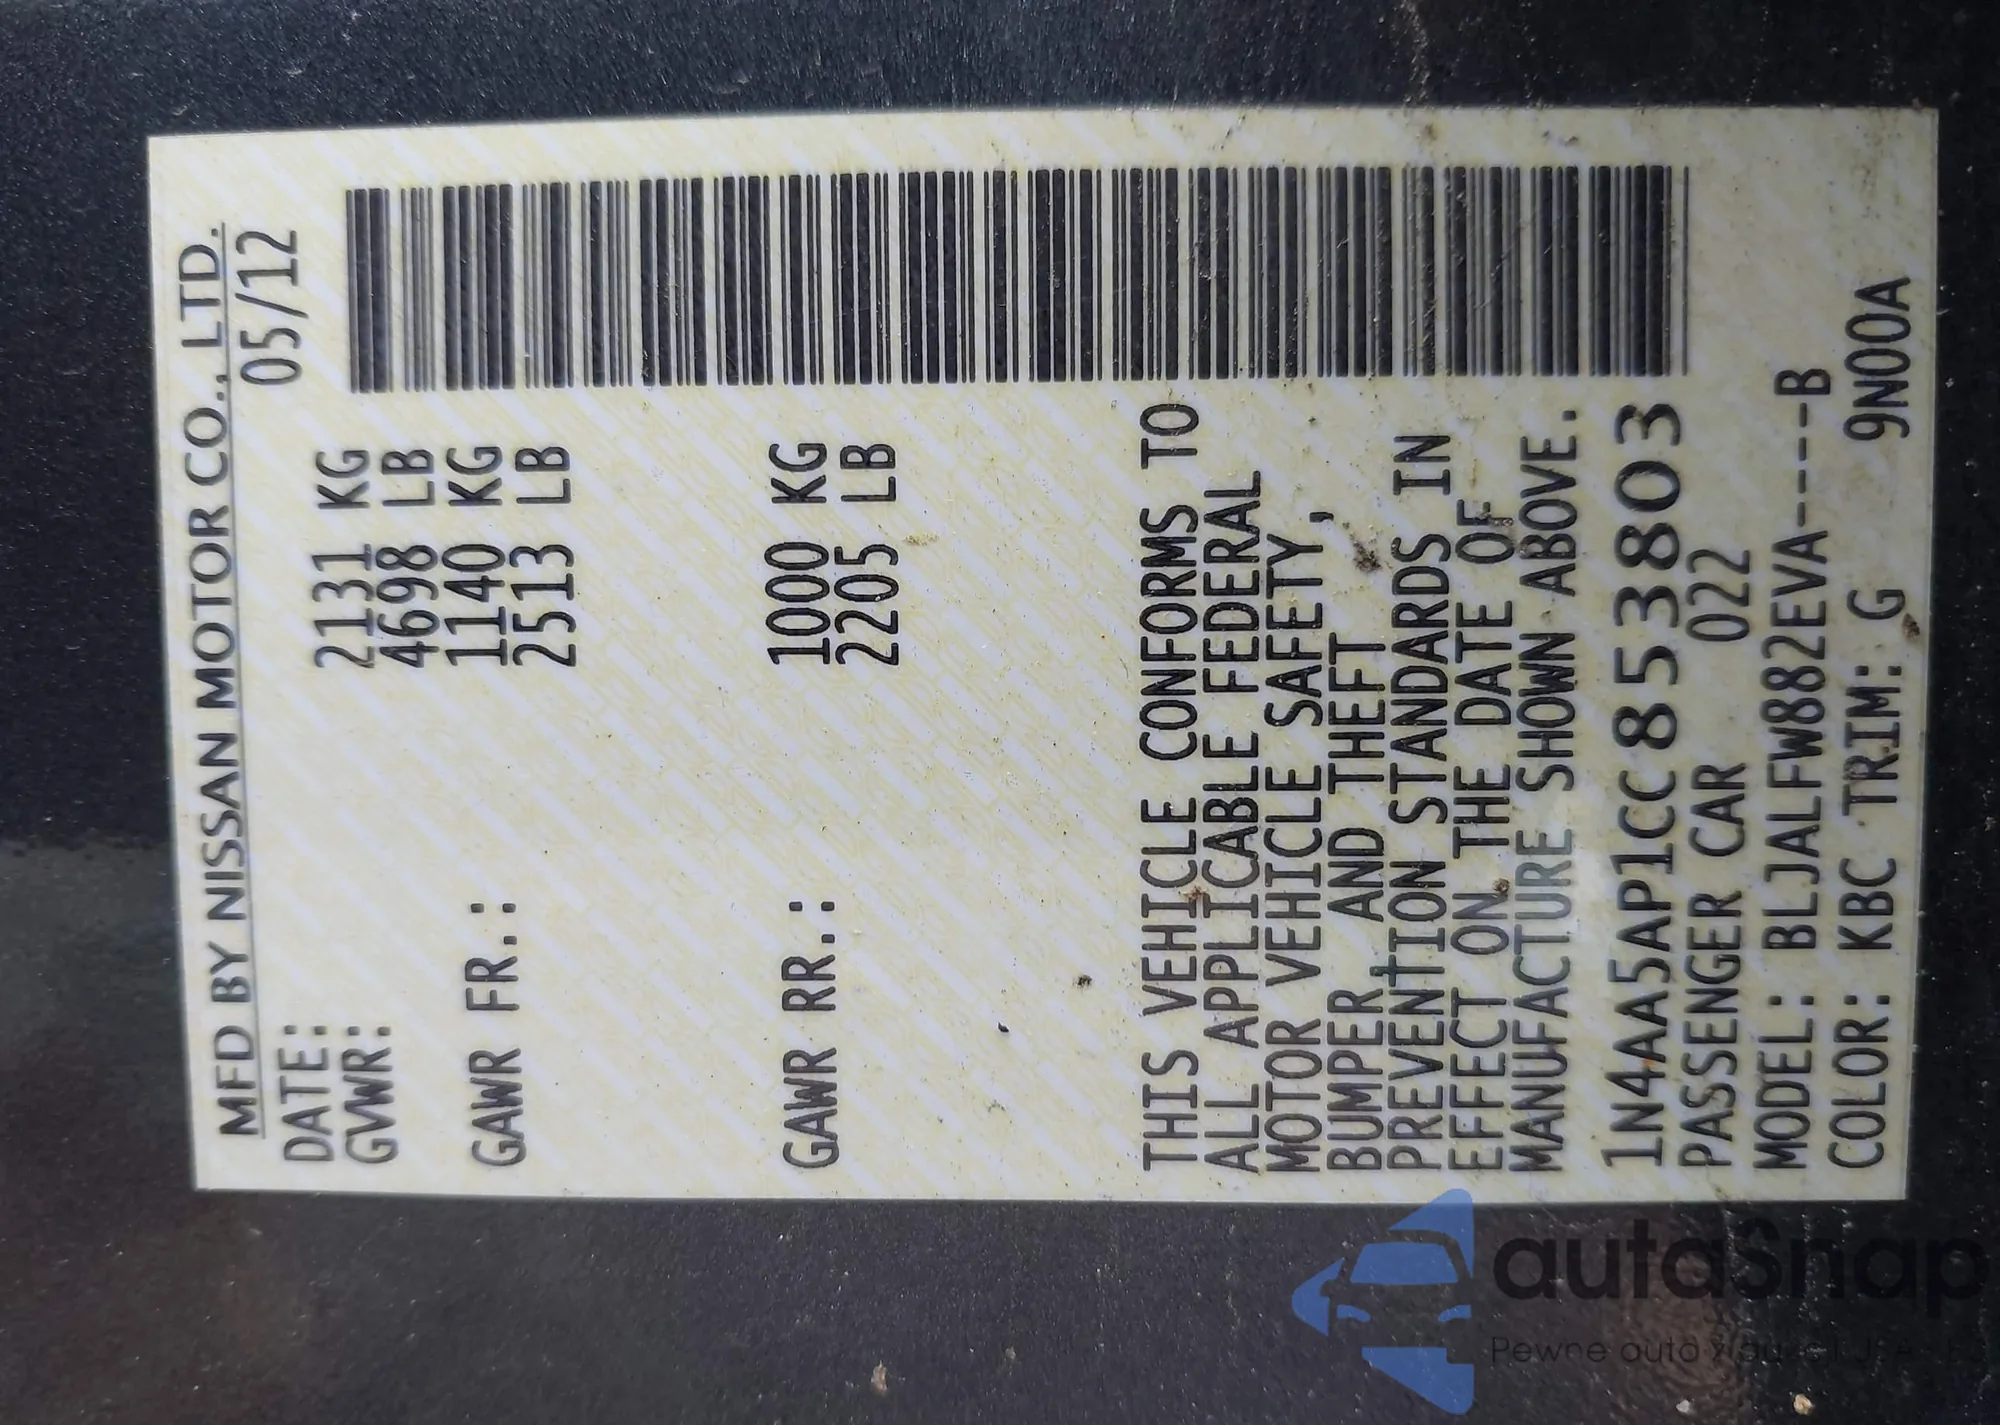 MFD BY NISSAN MOTOR CO., LTD.
DATE: 05/12
GVWR: 2131 KG
4698 LB
GAWR FR.: 1140 KG
2513 LB
GAWR RR.: 1000 KG
2205 LB
THIS VEHICLE CONFORMS TO
ALL APPLICABLE FEDERAL
MOTOR VEHICLE SAFETY,
BUMPER AND THEFT
PREVENTION STANDARDS IN
EFFECT ON THE DATE OF
MANUFACTURE SHOWN ABOVE.
1N4AA5AP1CC853803
PASSENGER CAR 022
MODEL: BLJALFW882EVA-----B
COLOR: KBC TRIM: G 9N00A
autaSnap
Pewne auto z